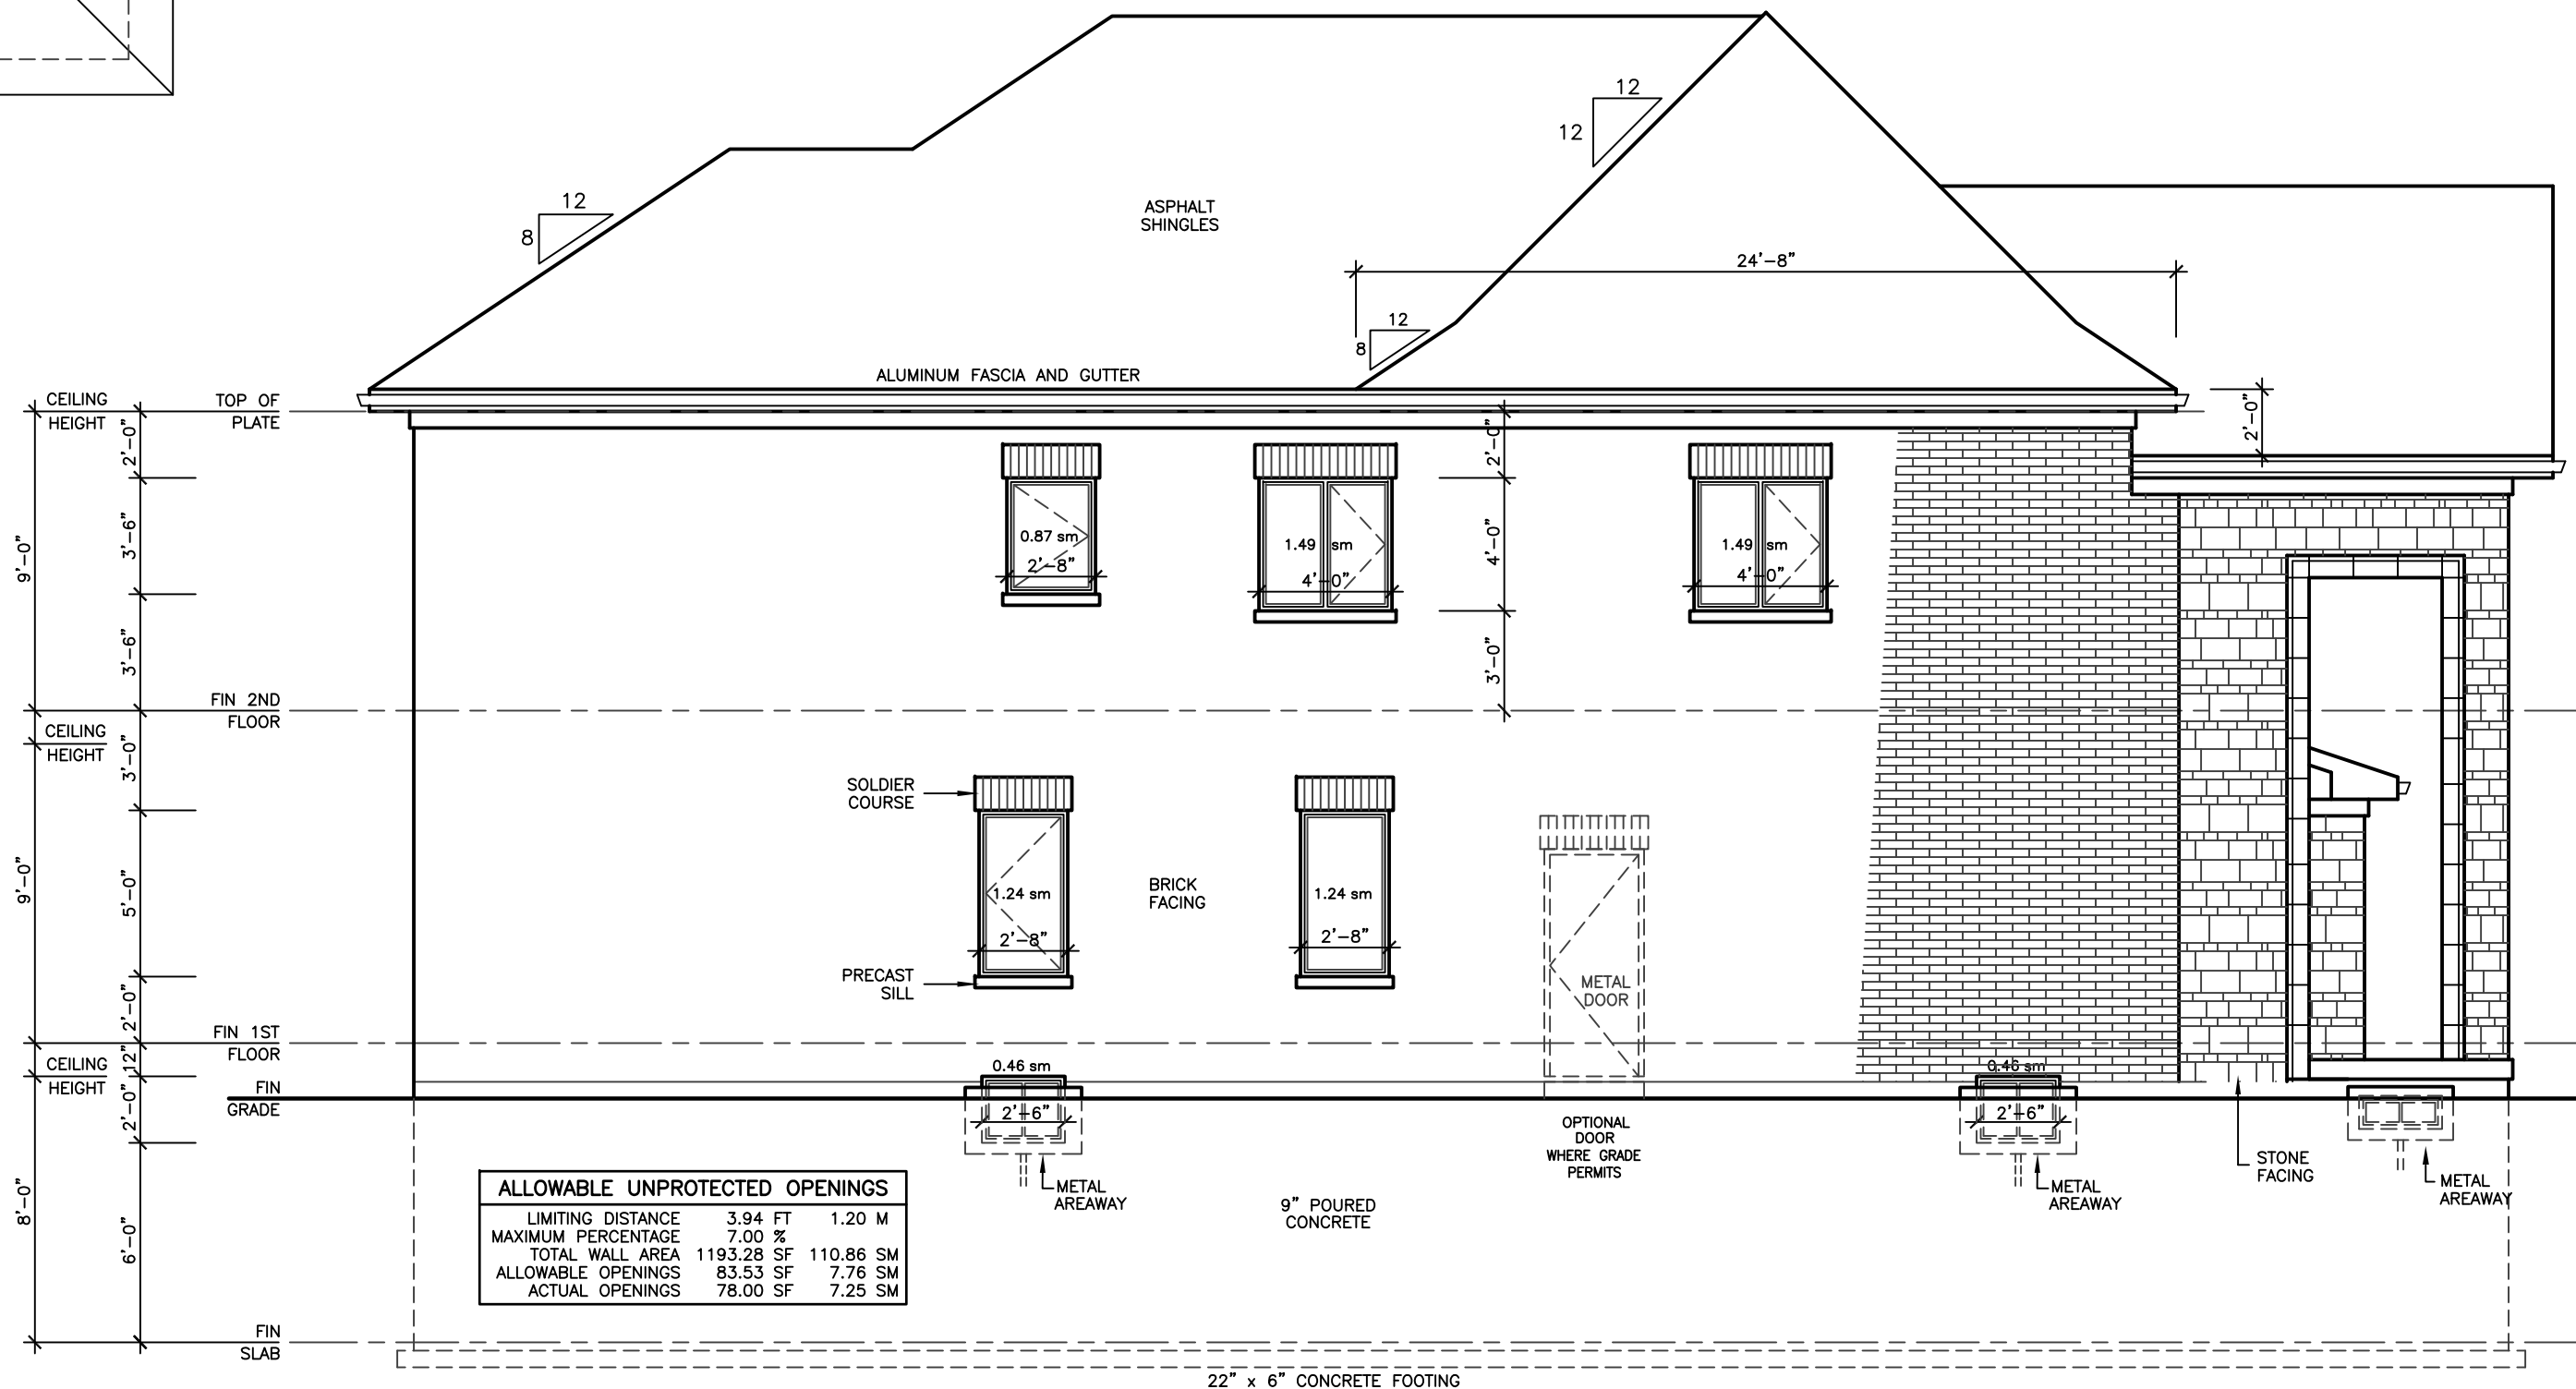 12
12
12
8
ASPHALT
SHINGLES
24'-8"
12
8
ALUMINUM FASCIA AND GUTTER
CEILING
HEIGHT
TOP OF
PLATE
2'-0"
2'-0"
2'-0"
9'-0"
3'-6"
4'-0"
0.87 sm
2'-8"
1.49 sm
4'-0"
1.49 sm
4'-0"
3'-6"
3'-0"
FIN 2ND
FLOOR
CEILING
HEIGHT
3'-0"
SOLDIER
COURSE
9'-0"
5'-0"
1.24 sm
2'-8"
BRICK
FACING
1.24 sm
2'-8"
PRECAST
SILL
METAL
DOOR
2'-0"
FIN 1ST
FLOOR
12"
CEILING
HEIGHT
0.46 sm
0.46 sm
FIN
GRADE
2'-0"
2'-6"
2'-6"
OPTIONAL
DOOR
WHERE GRADE
PERMITS
STONE
FACING
METAL
AREAWAY
METAL
AREAWAY
METAL
AREAWAY
8'-0"
6'-0"
9" POURED
CONCRETE
ALLOWABLE UNPROTECTED OPENINGS
LIMITING DISTANCE 3.94 FT 1.20 M
MAXIMUM PERCENTAGE 7.00 %
TOTAL WALL AREA 1193.28 SF 110.86 SM
ALLOWABLE OPENINGS 83.53 SF 7.76 SM
ACTUAL OPENINGS 78.00 SF 7.25 SM
FIN
SLAB
22" x 6" CONCRETE FOOTING